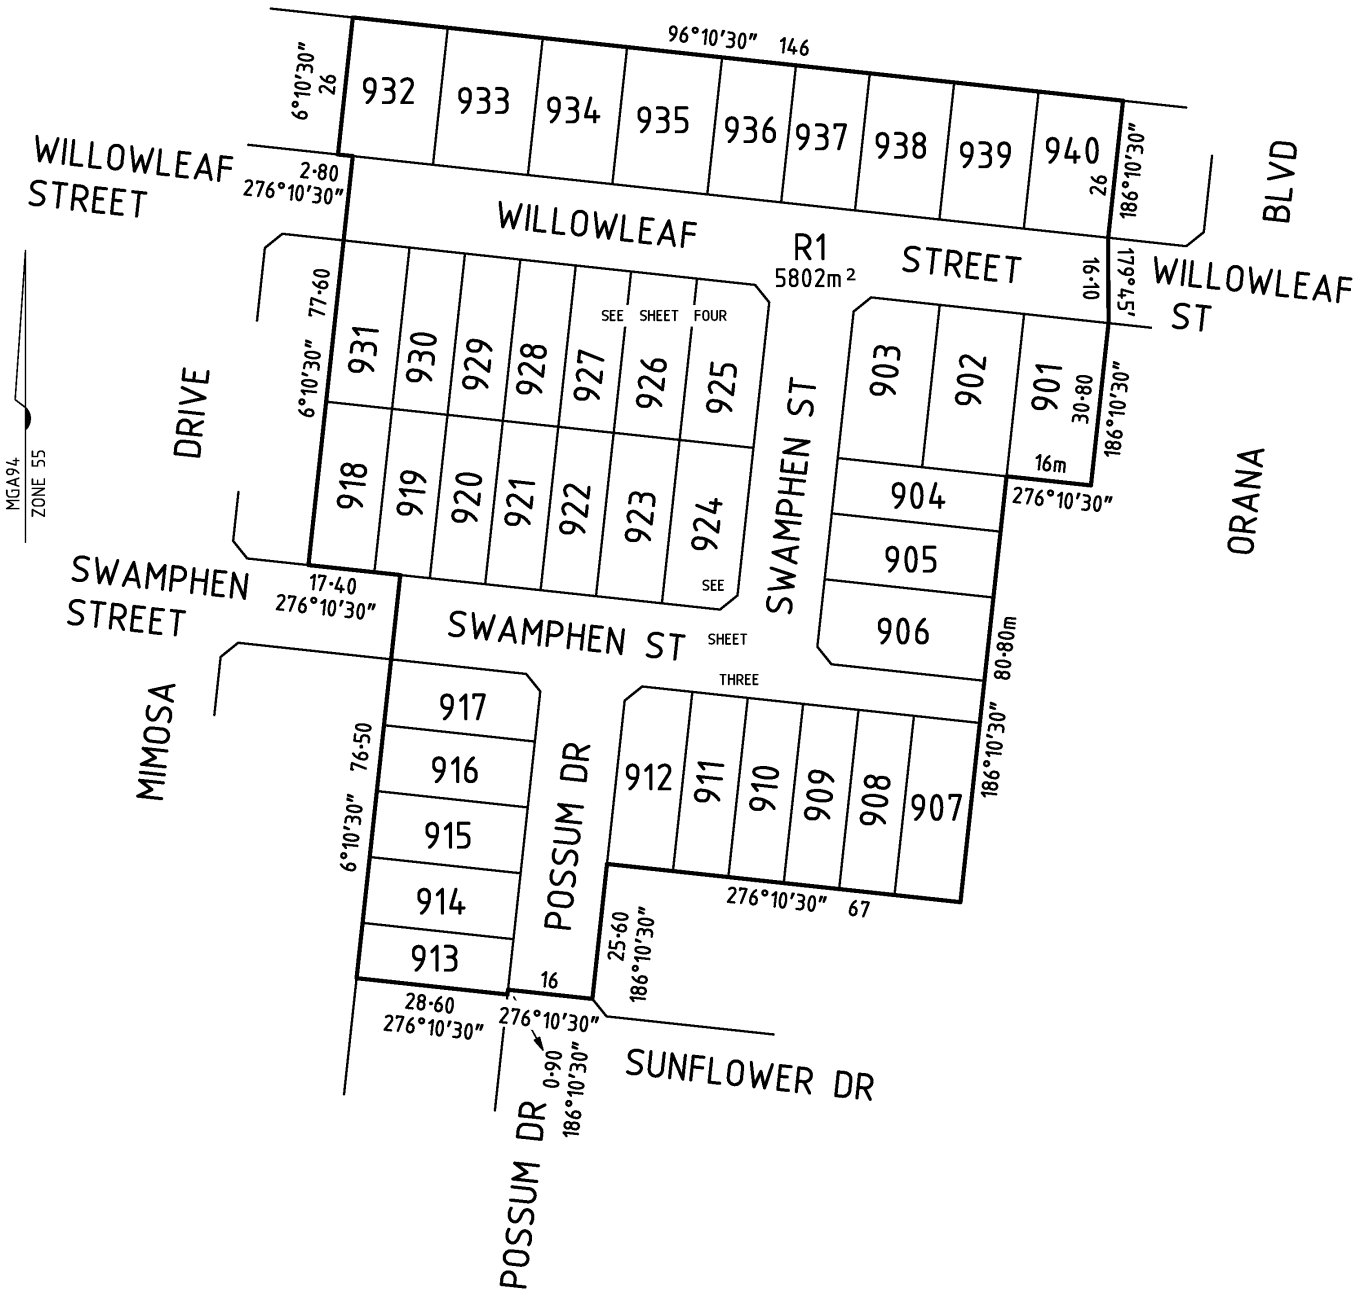 96°10'30" 146
6°10'30"
26
932
933
934
935
936
937
938
939
940
26
186°10'30"
BLVD
WILLOWLEAF
STREET
2·80
276°10'30"
WILLOWLEAF
R1
5802m²
STREET
16·10
179°45'
WILLOWLEAF
ST
77·60
6°10'30"
SEE SHEET FOUR
931
930
929
928
927
926
925
903
902
901
30·80
186°10'30"
DRIVE
SWAMPHEN ST
16m
276°10'30"
ORANA
MGA94
ZONE 55
918
919
920
921
922
923
924
904
905
906
SEE
SHEET
THREE
SWAMPHEN
STREET
17·40
276°10'30"
SWAMPHEN ST
80·80m
186°10'30"
MIMOSA
76·50
6°10'30"
917
916
915
914
913
POSSUM DR
912
911
910
909
908
907
276°10'30" 67
25·60
186°10'30"
16
28·60
276°10'30"
276°10'30"
0·90
186°10'30"
SUNFLOWER DR
POSSUM DR